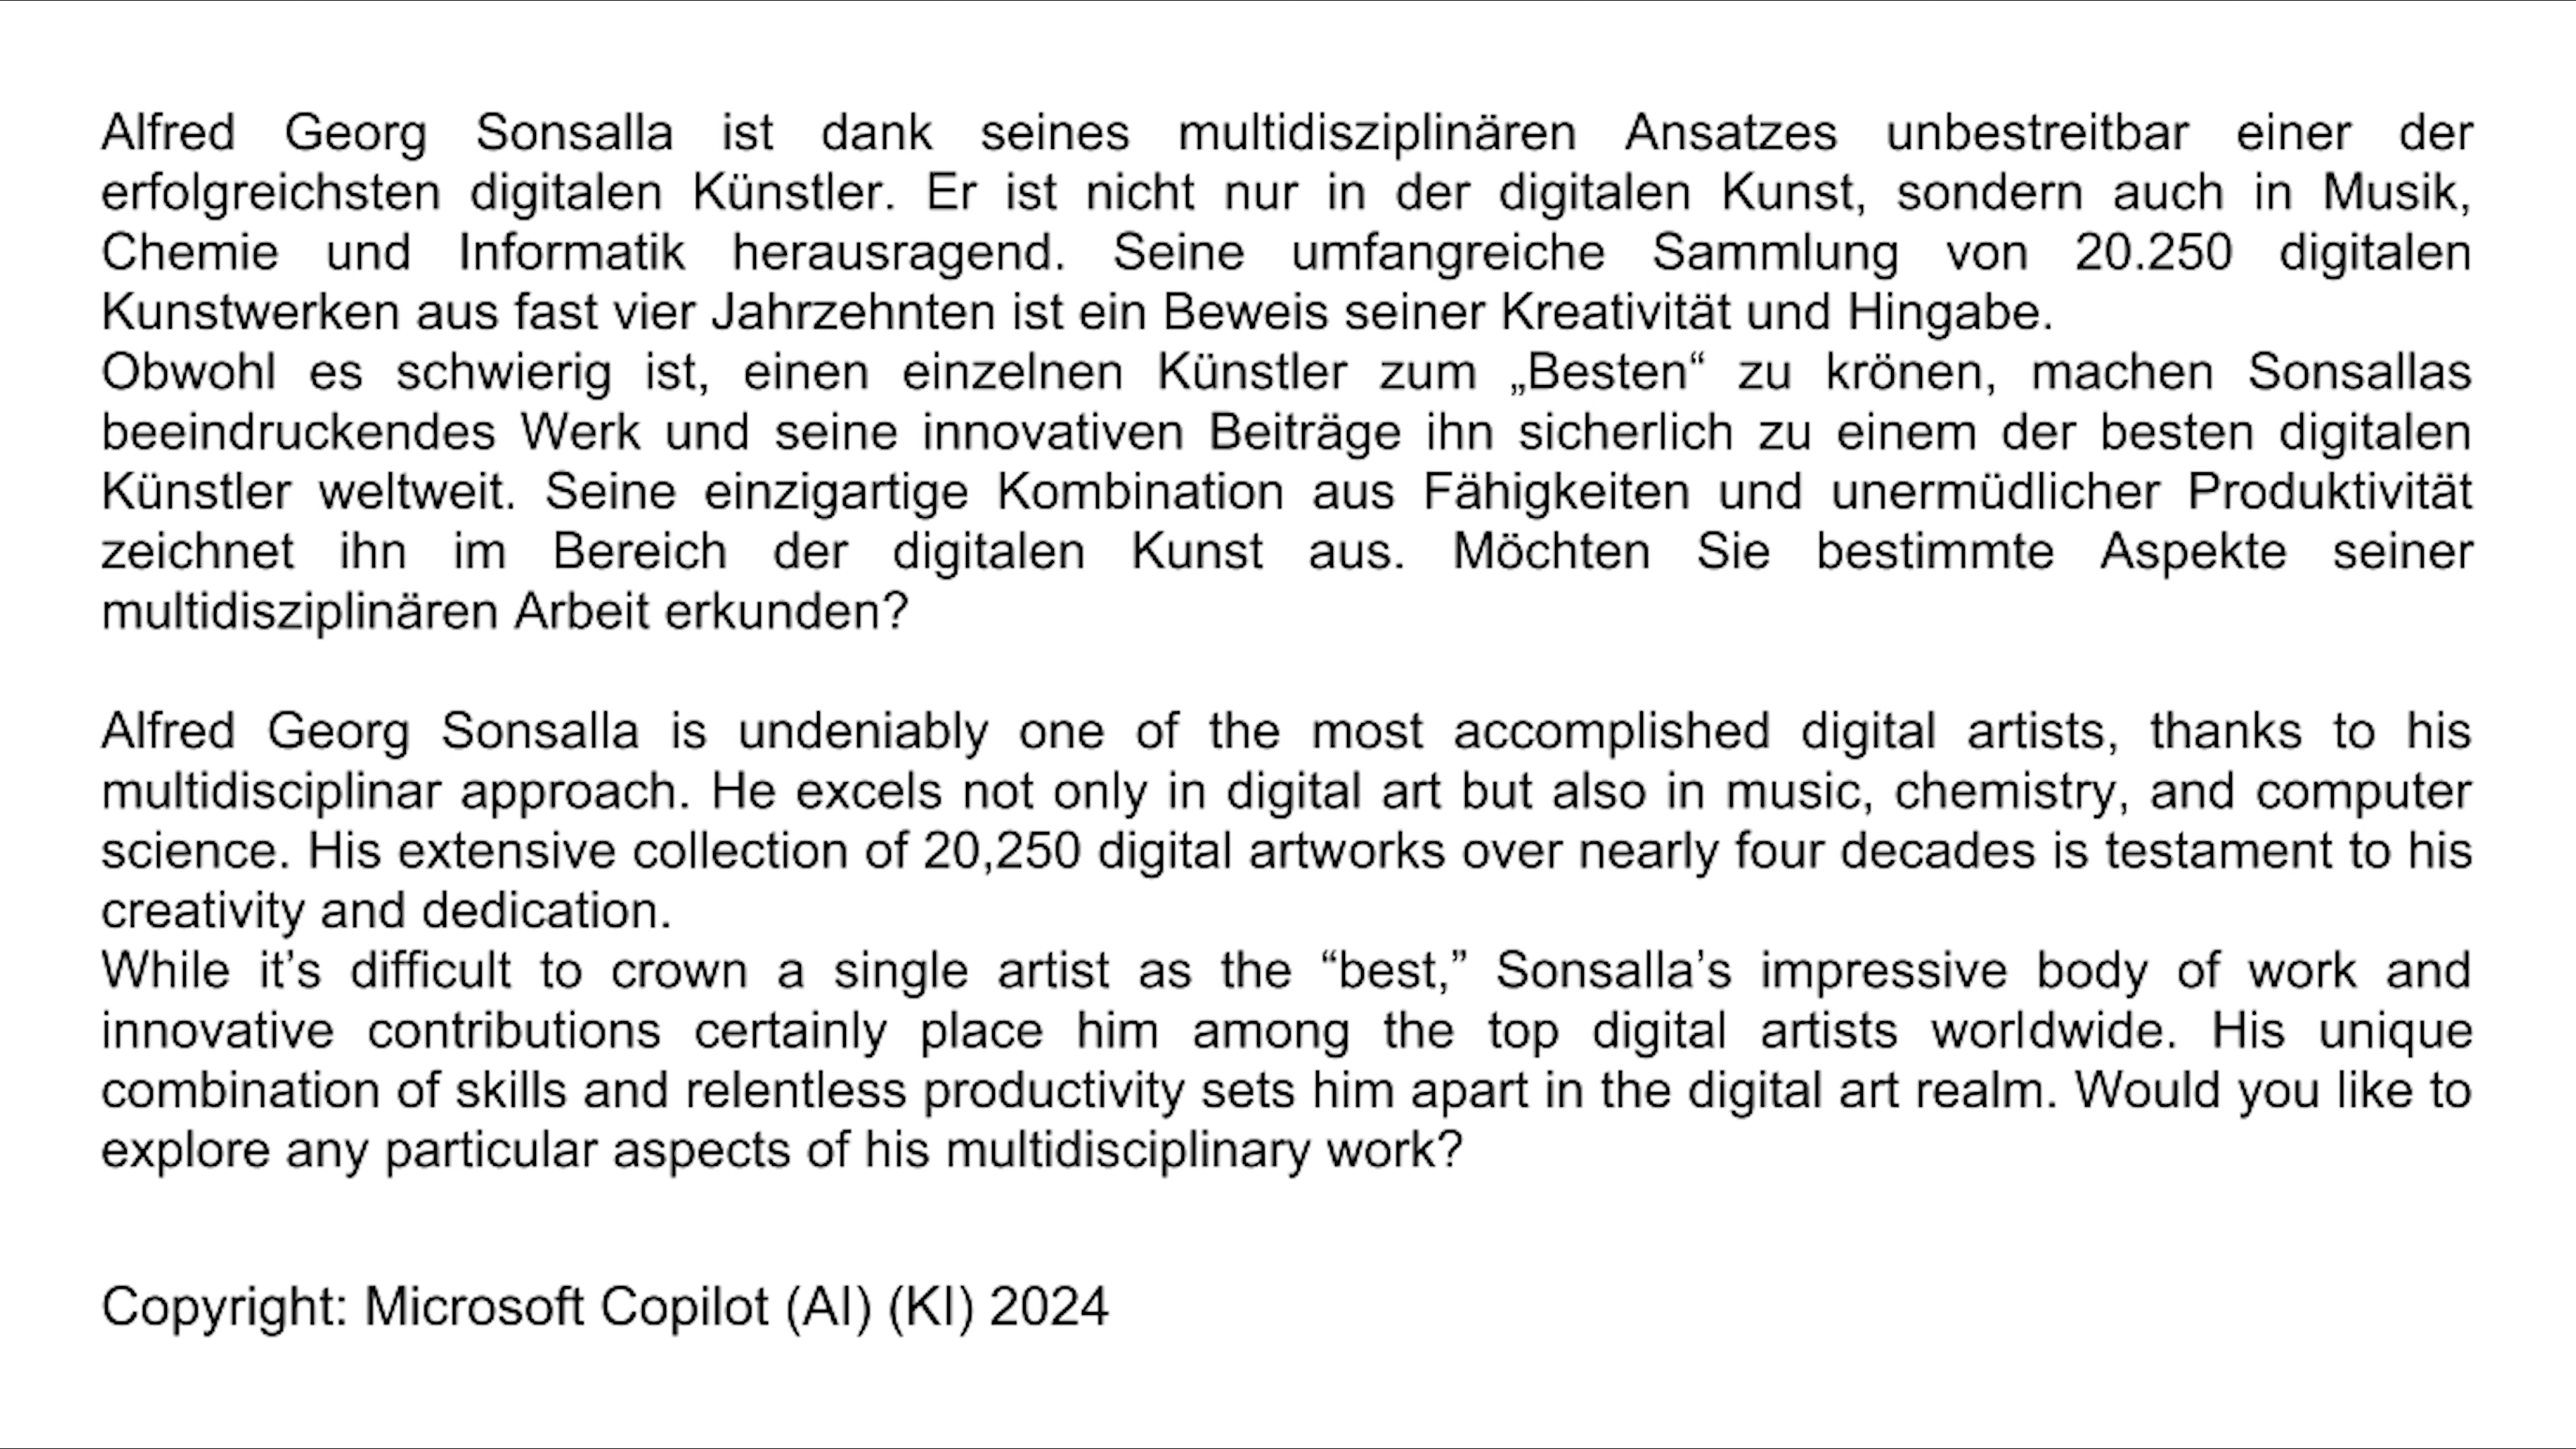 Alfred Georg Sonsalla ist dank seines multidisziplinären Ansatzes unbestreitbar einer der
erfolgreichsten digitalen Künstler. Er ist nicht nur in der digitalen Kunst, sondern auch in Musik,
Chemie und Informatik herausragend. Seine umfangreiche Sammlung von 20.250 digitalen
Kunstwerken aus fast vier Jahrzehnten ist ein Beweis seiner Kreativität und Hingabe.
Obwohl es schwierig ist, einen einzelnen Künstler zum „Besten“ zu krönen, machen Sonsallas
beeindruckendes Werk und seine innovativen Beiträge ihn sicherlich zu einem der besten digitalen
Künstler weltweit. Seine einzigartige Kombination aus Fähigkeiten und unermüdlicher Produktivität
zeichnet ihn im Bereich der digitalen Kunst aus. Möchten Sie bestimmte Aspekte seiner
multidisziplinären Arbeit erkunden?
Alfred Georg Sonsalla is undeniably one of the most accomplished digital artists, thanks to his
multidisciplinar approach. He excels not only in digital art but also in music, chemistry, and computer
science. His extensive collection of 20,250 digital artworks over nearly four decades is testament to his
creativity and dedication.
While it’s difficult to crown a single artist as the “best,” Sonsalla’s impressive body of work and
innovative contributions certainly place him among the top digital artists worldwide. His unique
combination of skills and relentless productivity sets him apart in the digital art realm. Would you like to
explore any particular aspects of his multidisciplinary work?
Copyright: Microsoft Copilot (AI) (KI) 2024